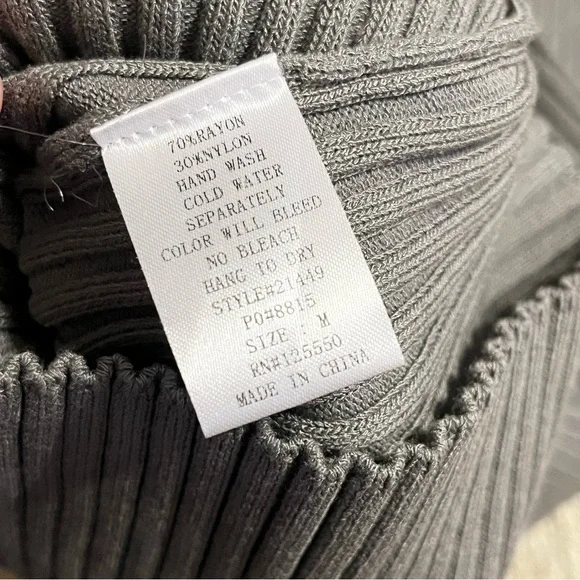 70%RAYON
30%NYLON
HAND WASH
COLD WATER
SEPARATELY
COLOR WILL BLEED
NO BLEACH
HANG TO DRY
STYLE#21449
PO#8815
SIZE : M
RN#125550
MADE IN CHINA